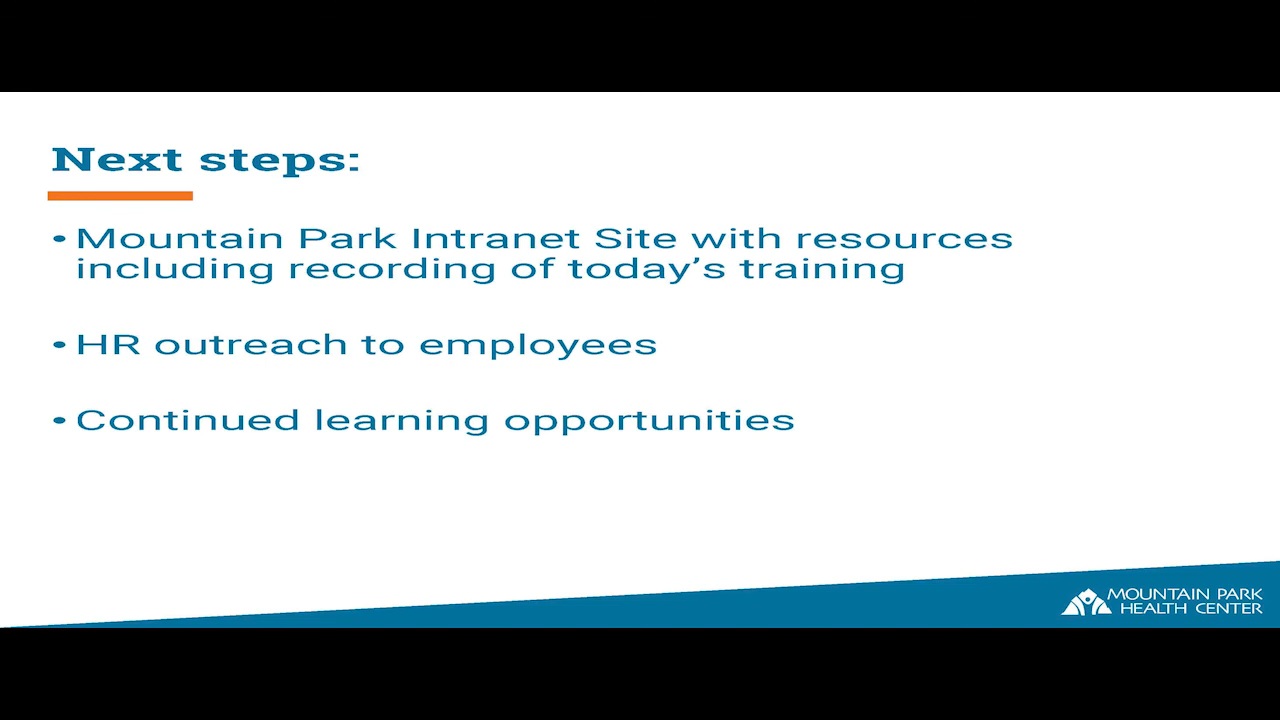 Next steps:
• Mountain Park Intranet Site with resources
including recording of today’s training
• HR outreach to employees
• Continued learning opportunities
MOUNTAIN PARK
HEALTH CENTER